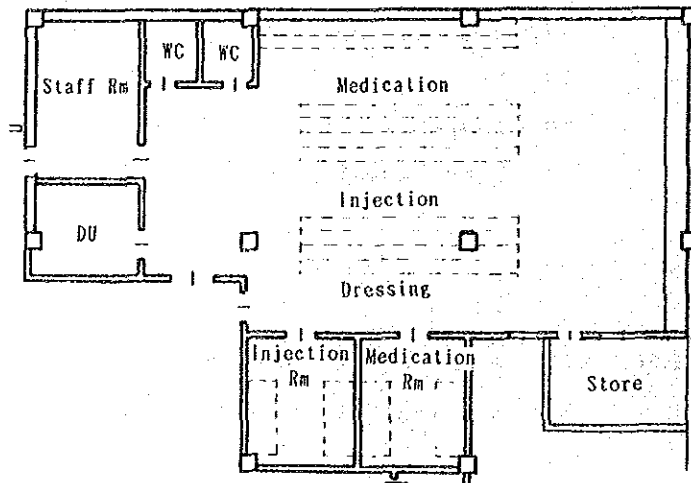 WC
WC
Staff Rm
Medication
Injection
DU
Dressing
Injection
Rm
Medication
Rm
Store